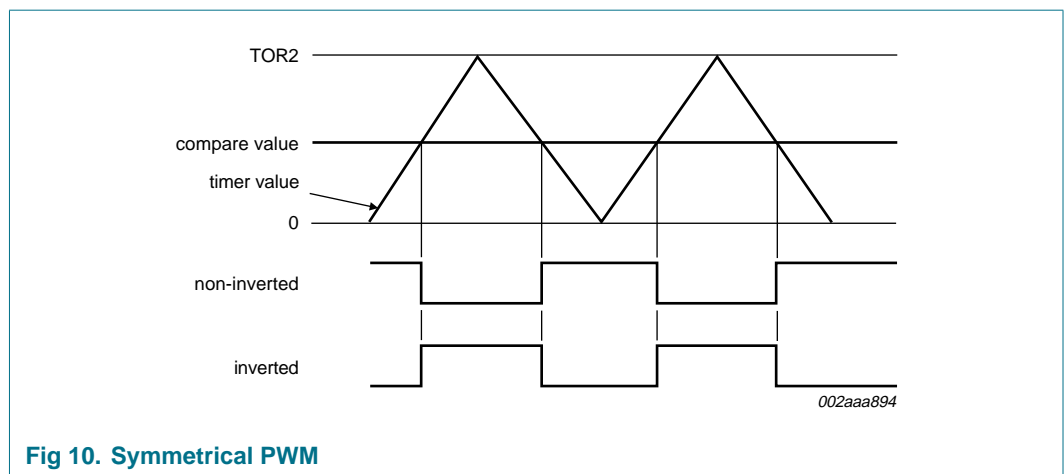 TOR2
compare value
timer value
0
non-inverted
inverted
002aaa894
Fig 10. Symmetrical PWM